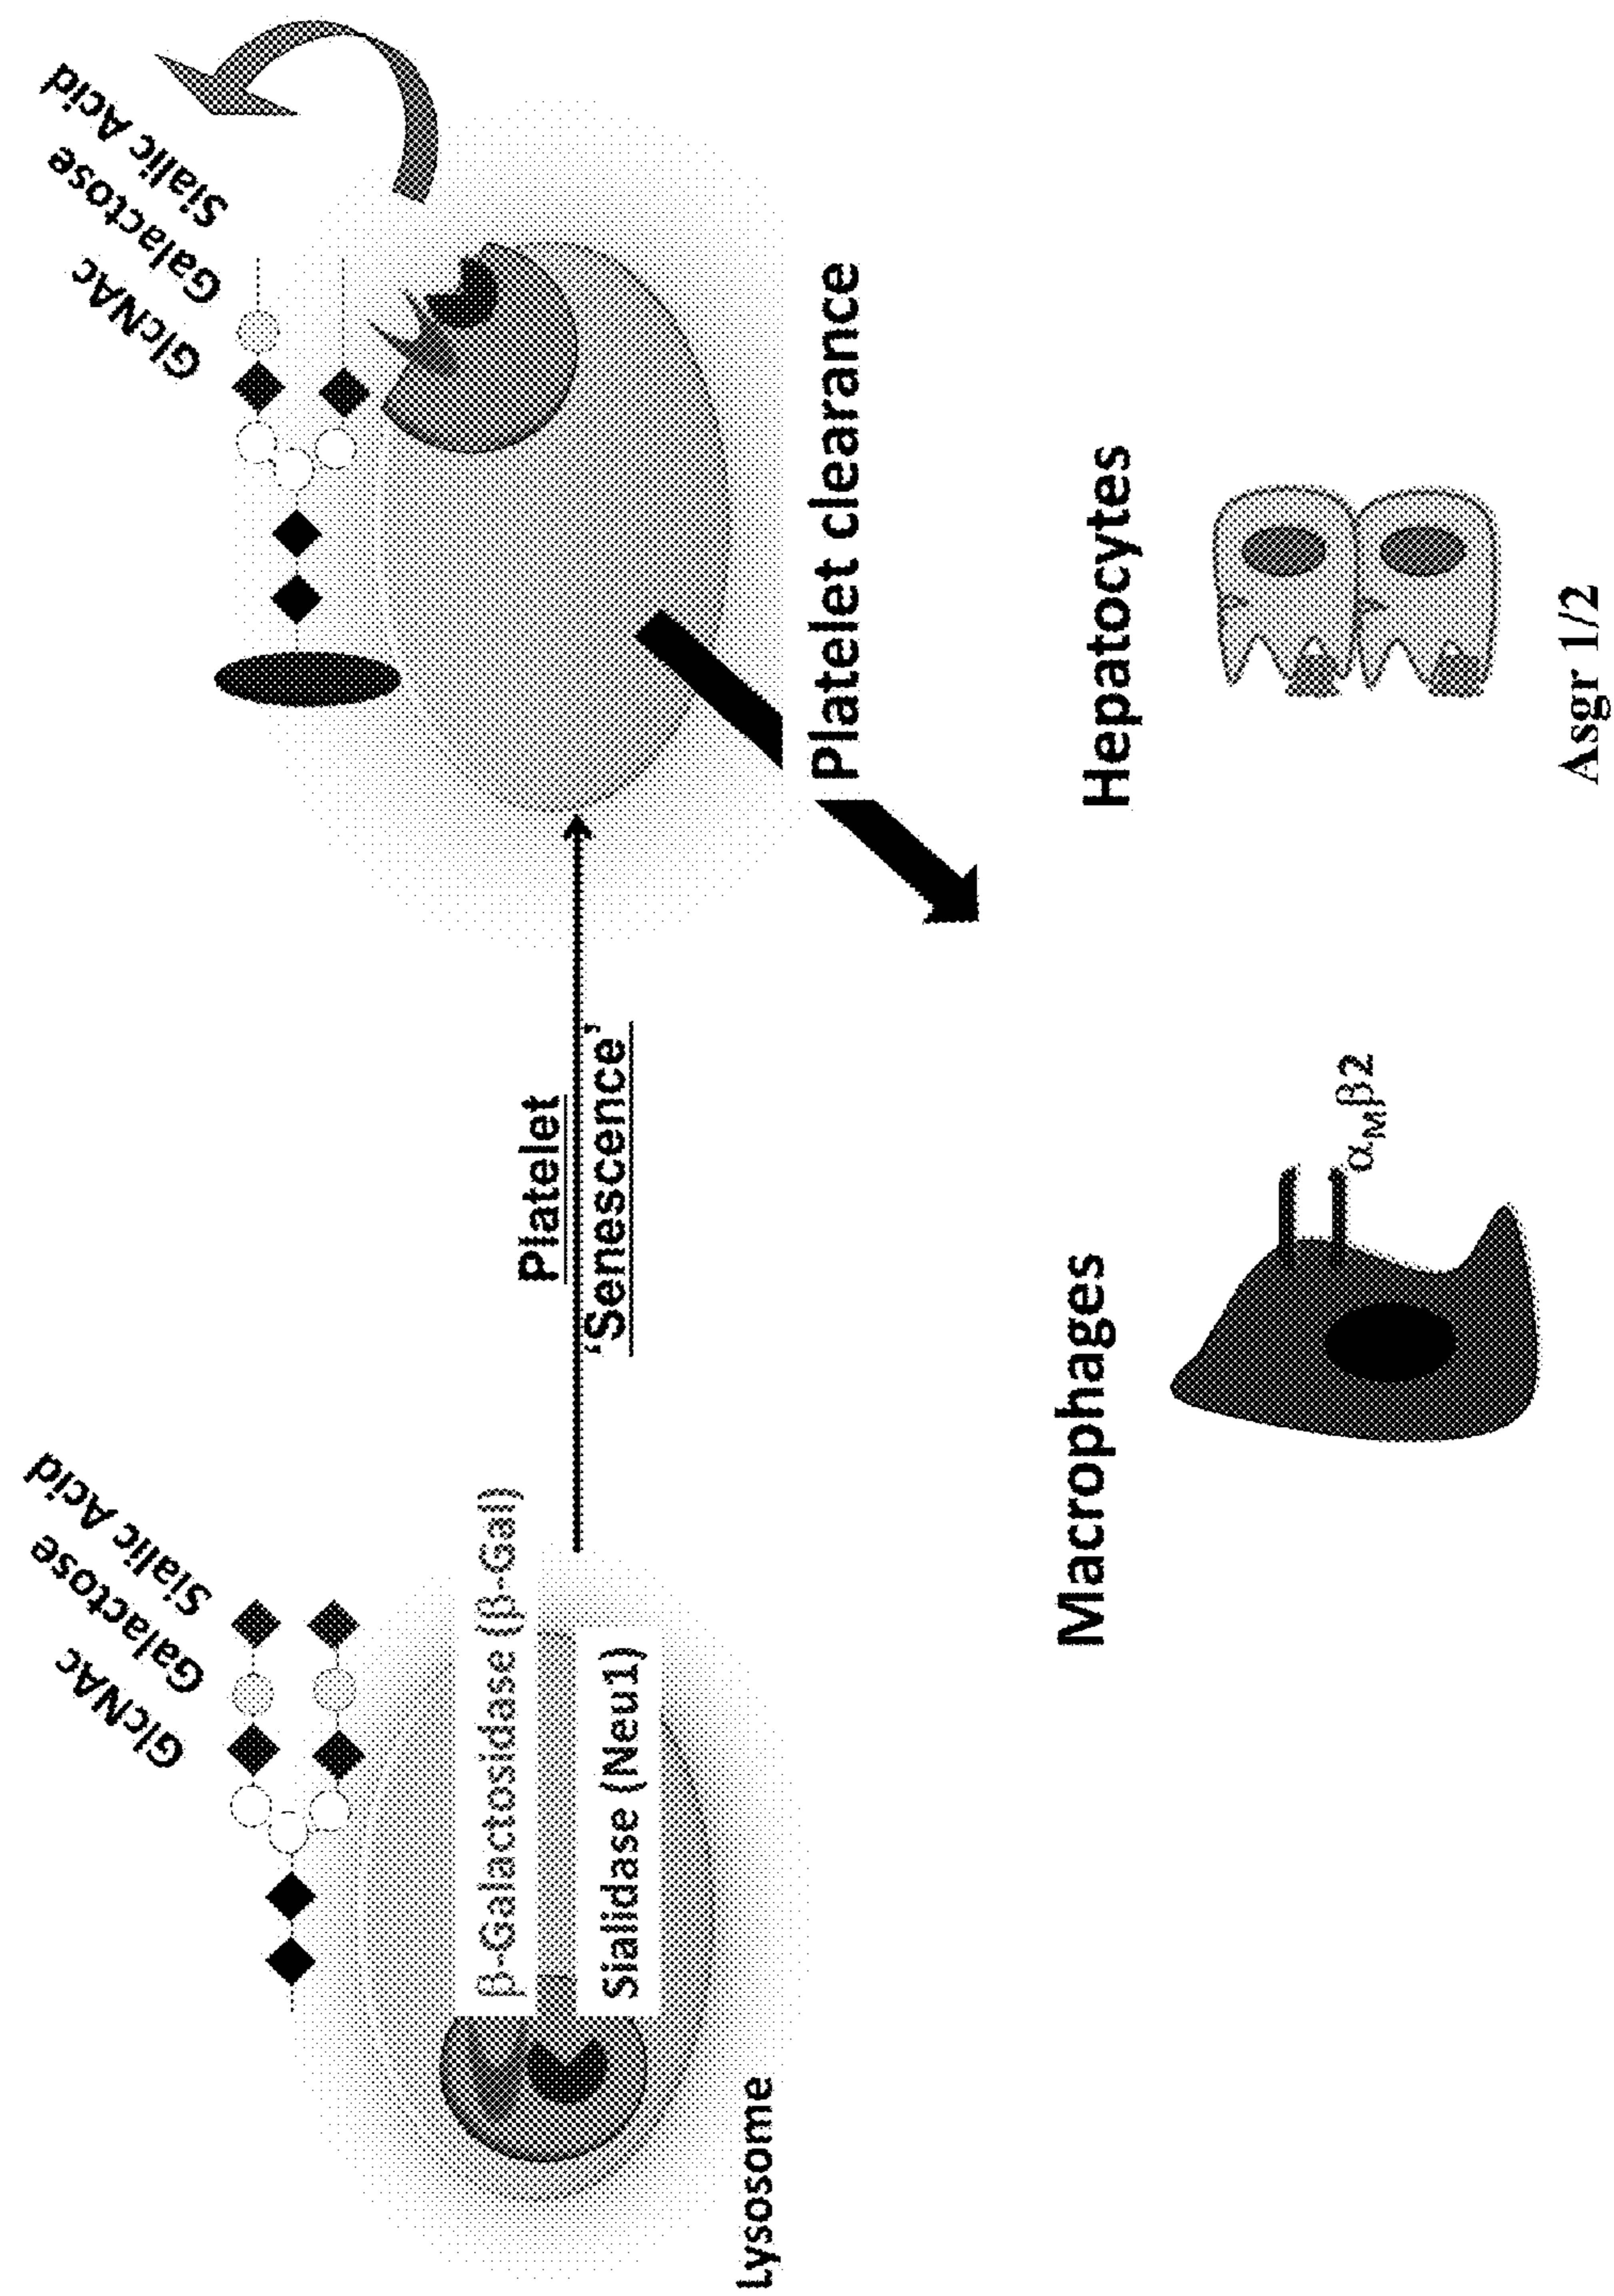 GlcNAc
Galactose
Sialic Acid
GlcNAc
Galactose
Sialic Acid
β-Galactosidase (β-Gal)
Sialidase (Neu1)
Lysosome
Platelet
‘Senescence’
Platelet clearance
Macrophages
αMβ2
Hepatocytes
Asgr 1/2